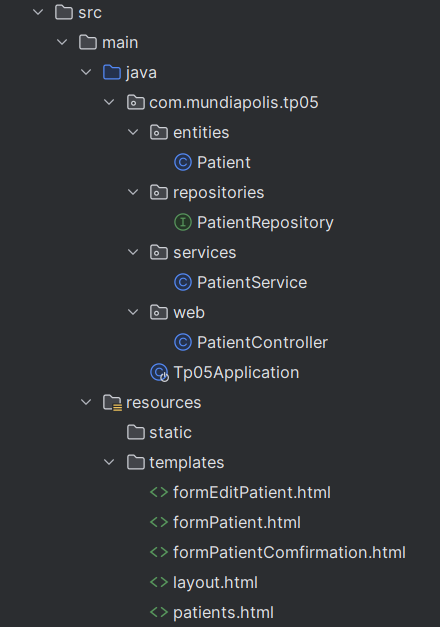 src
main
java
com.mundiapolis.tp05
entities
Patient
repositories
PatientRepository
services
PatientService
web
PatientController
Tp05Application
resources
static
templates
formEditPatient.html
formPatient.html
formPatientComfirmation.html
layout.html
patients.html